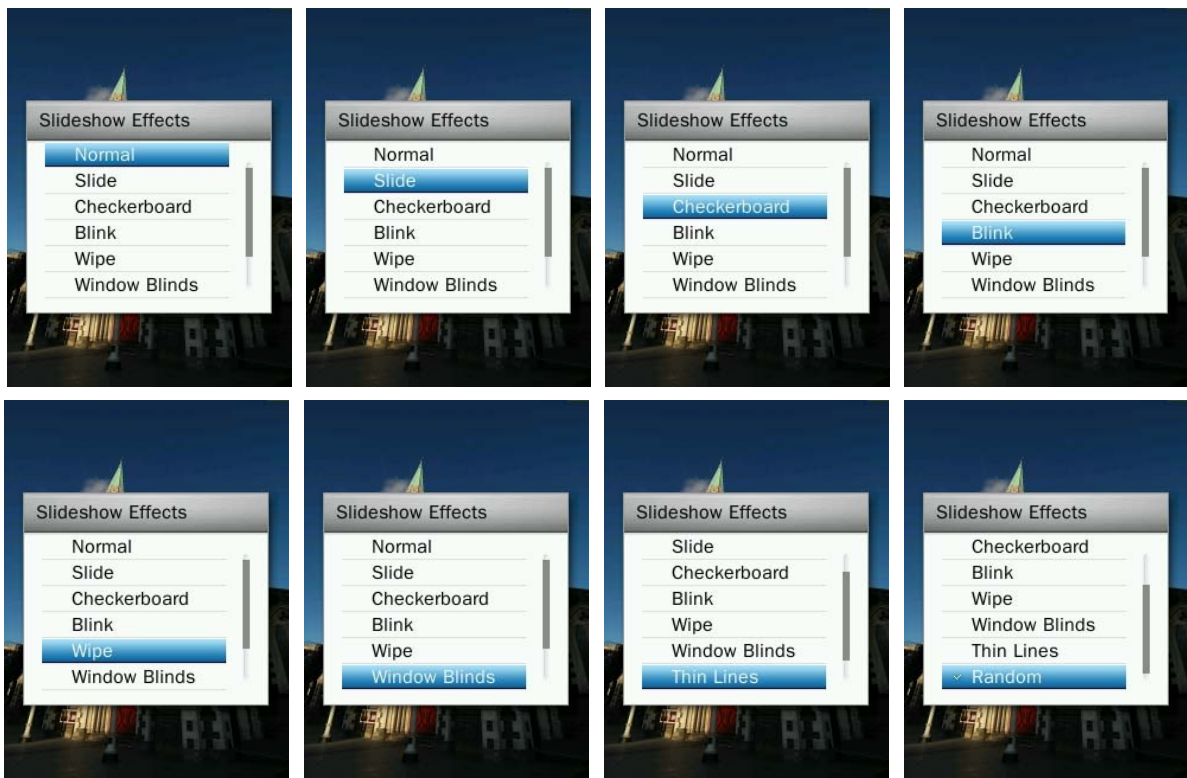 Slideshow Effects
Normal
Slide
Checkerboard
Blink
Wipe
Window Blinds
Slideshow Effects
Normal
Slide
Checkerboard
Blink
Wipe
Window Blinds
Slideshow Effects
Normal
Slide
Checkerboard
Blink
Wipe
Window Blinds
Slideshow Effects
Normal
Slide
Checkerboard
Blink
Wipe
Window Blinds
Slideshow Effects
Normal
Slide
Checkerboard
Blink
Wipe
Window Blinds
Slideshow Effects
Normal
Slide
Checkerboard
Blink
Wipe
Window Blinds
Slideshow Effects
Slide
Checkerboard
Blink
Wipe
Window Blinds
Thin Lines
Slideshow Effects
Checkerboard
Blink
Wipe
Window Blinds
Thin Lines
Random